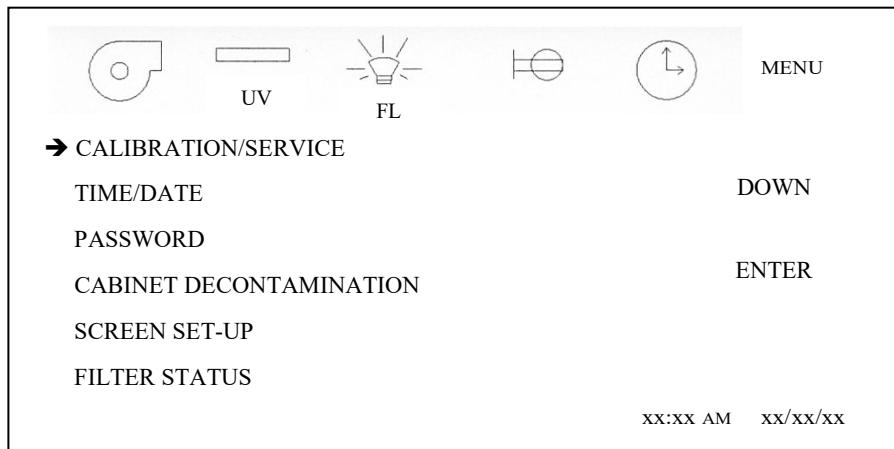 MENU
UV
FL
➔ CALIBRATION/SERVICE
TIME/DATE
DOWN
PASSWORD
CABINET DECONTAMINATION
ENTER
SCREEN SET-UP
FILTER STATUS
xx:xx AM xx/xx/xx